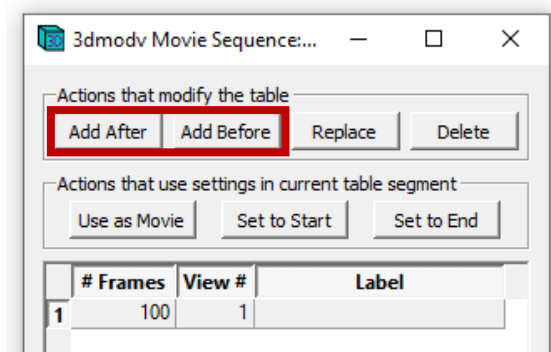 3dmodv Movie Sequence:...
Actions that modify the table
Add After Add Before Replace Delete
Actions that use settings in current table segment
Use as Movie Set to Start Set to End
# Frames View # Label
1 100 1